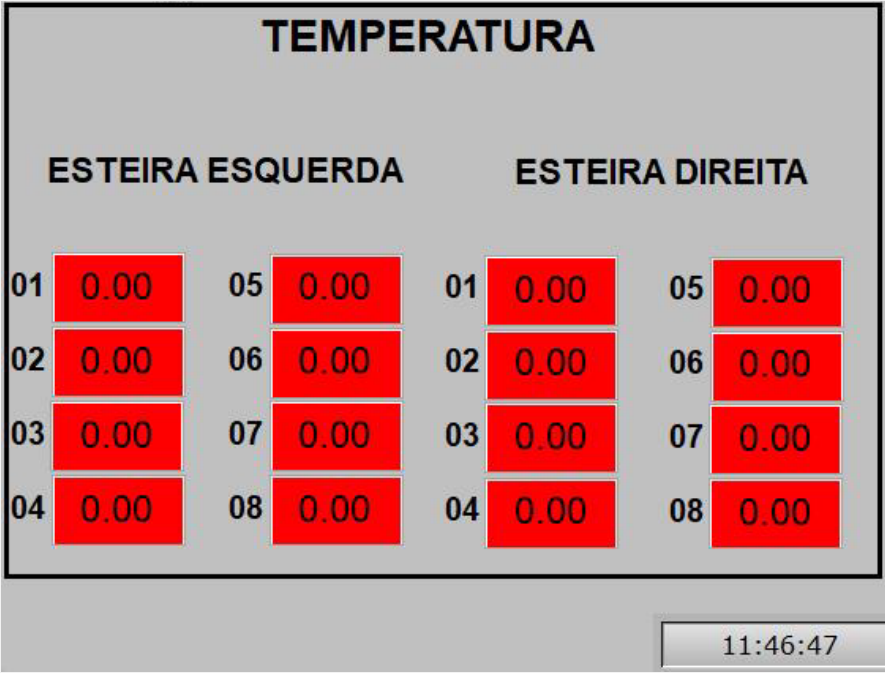 TEMPERATURA
ESTEIRA ESQUERDA ESTEIRA DIREITA
01 0.00 05 0.00 01 0.00 05 0.00
02 0.00 06 0.00 02 0.00 06 0.00
03 0.00 07 0.00 03 0.00 07 0.00
04 0.00 08 0.00 04 0.00 08 0.00
11:46:47